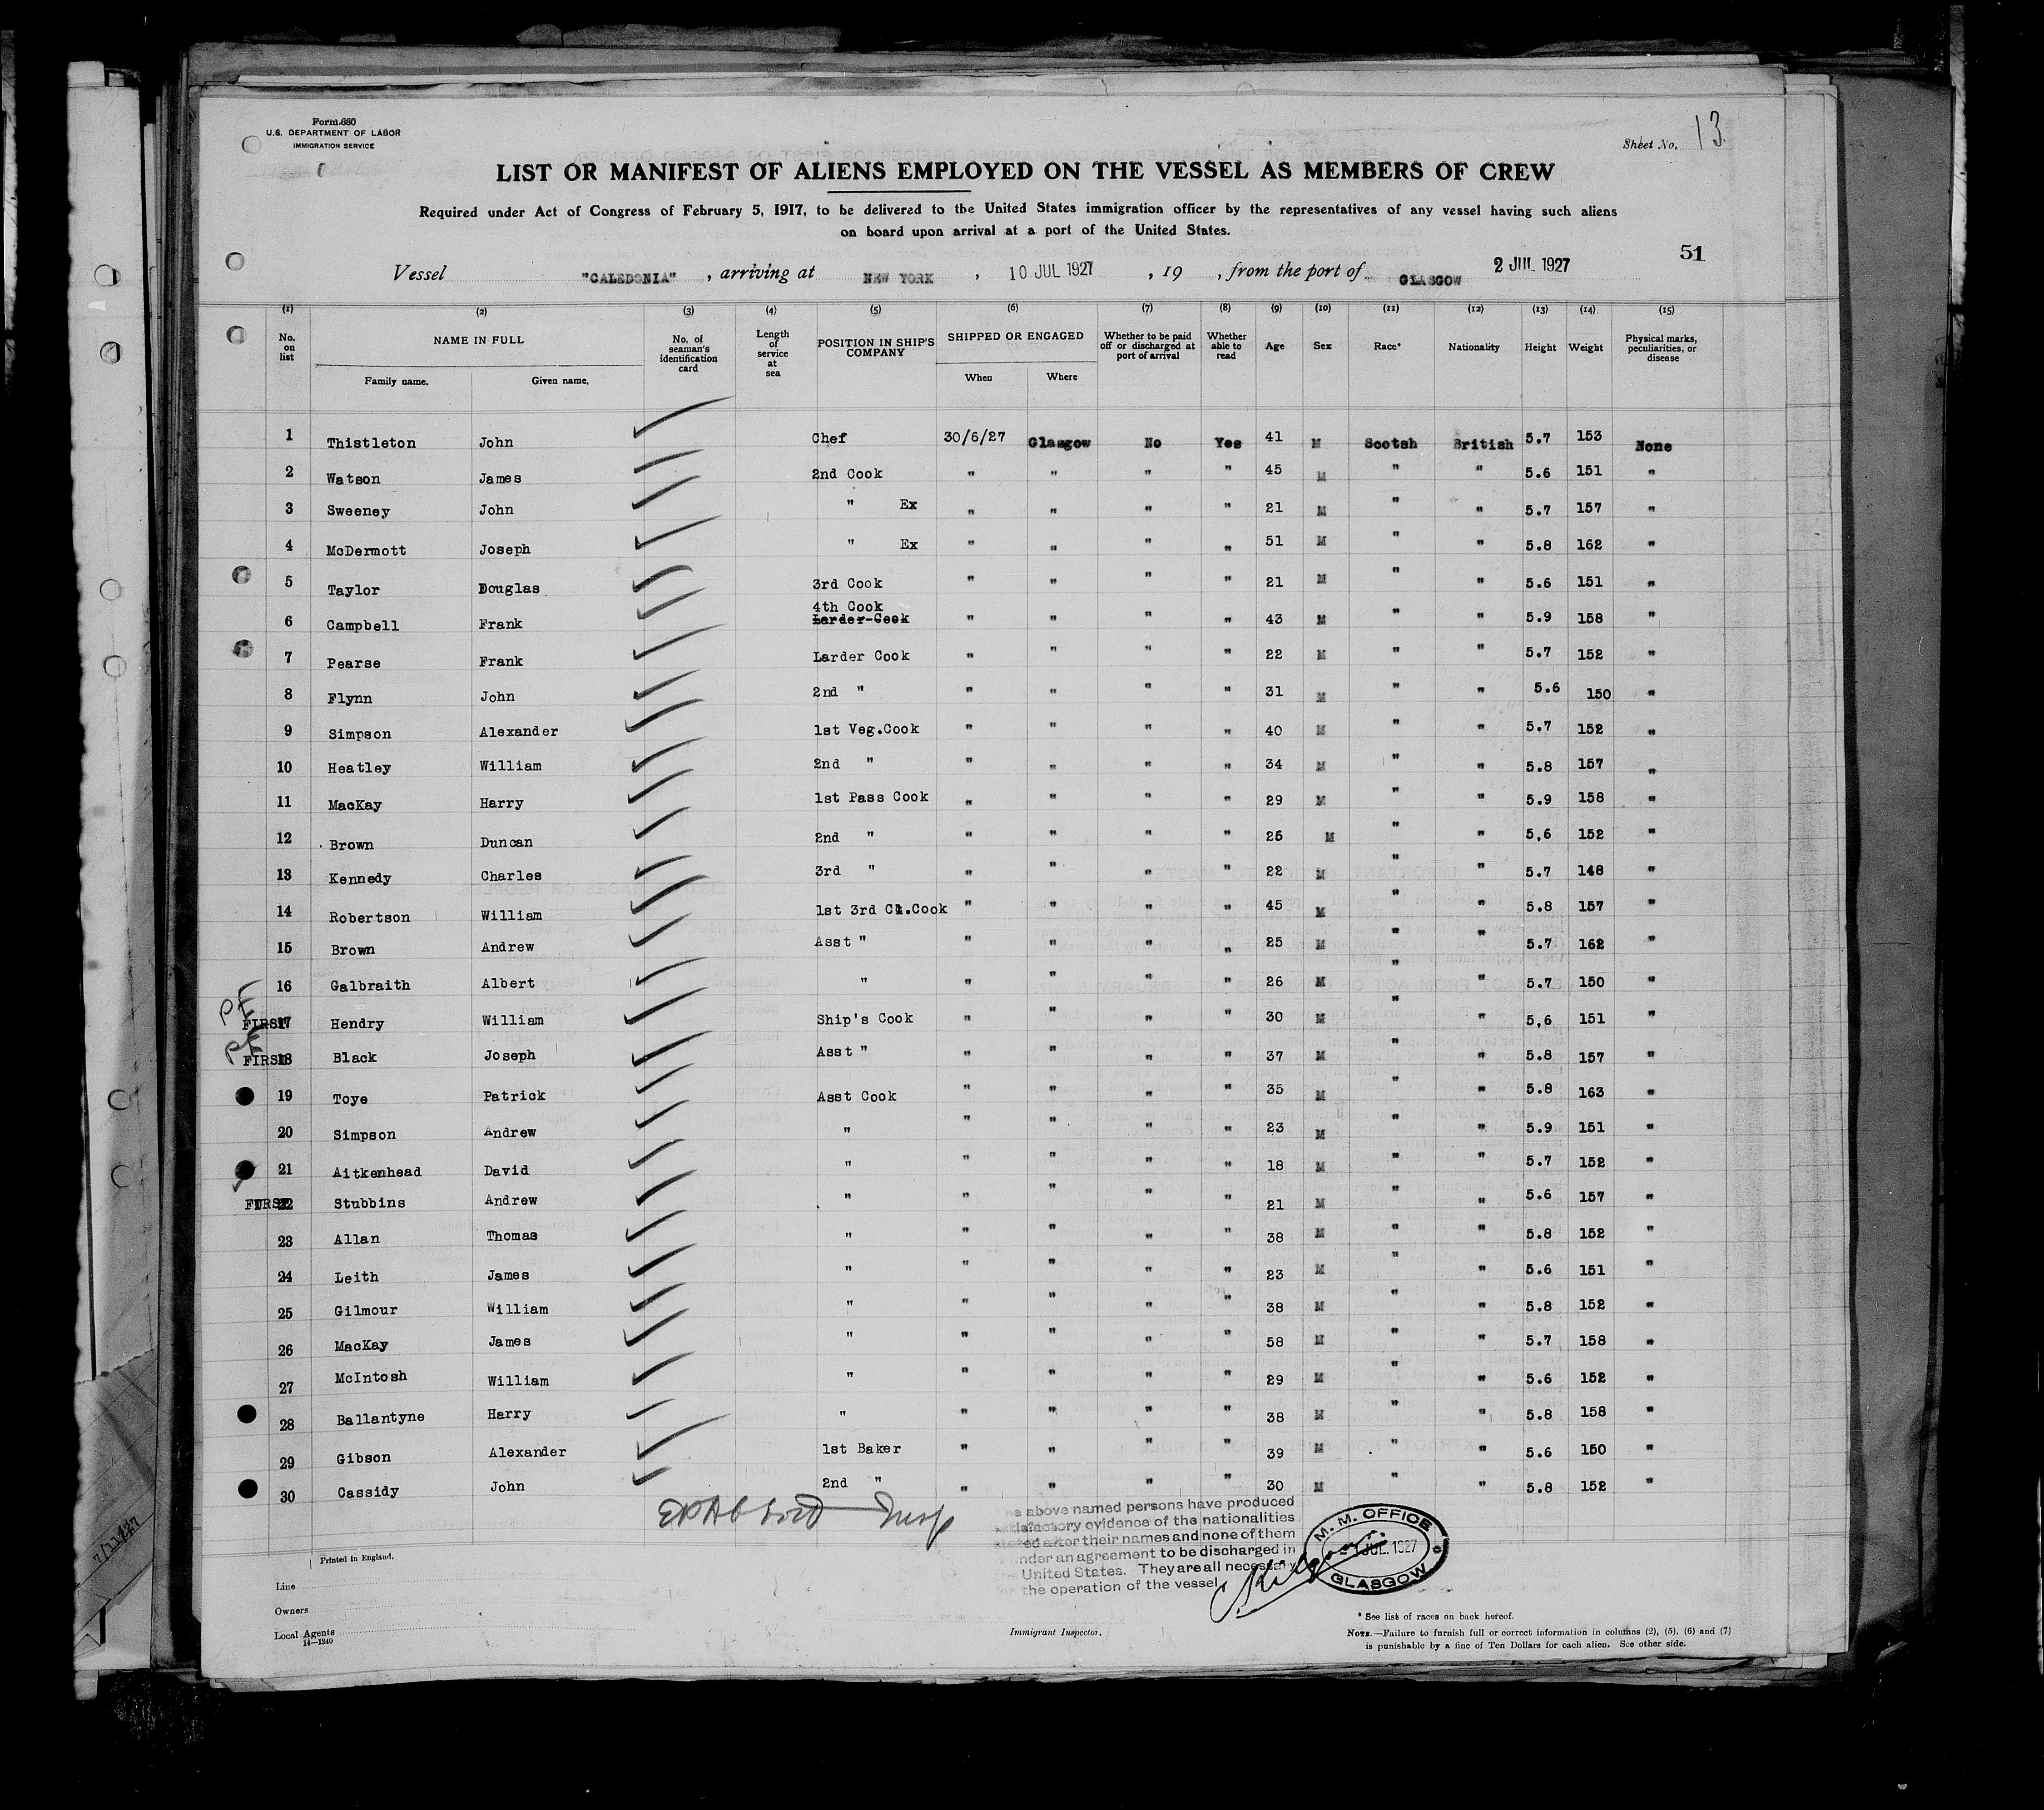 Form 680
U.S. DEPARTMENT OF LABOR
IMMIGRATION SERVICE
Sheet No. 13
LIST OR MANIFEST OF ALIENS EMPLOYED ON THE VESSEL AS MEMBERS OF CREW
Required under Act of Congress of February 5, 1917, to be delivered to the United States immigration officer by the representatives of any vessel having such aliens
on board upon arrival at a port of the United States.
51
Vessel "CALEDONIA", arriving at NEW YORK, 10 JUL 1927, 19 , from the port of GLASGOW 2 JUL 1927
(1) (2) (3) (4) (5) (6) (7) (8) (9) (10) (11) (12) (13) (14) (15)
No. on list NAME IN FULL Family name. Given name. No. of seaman's identification card Length of service at sea POSITION IN SHIP'S COMPANY SHIPPED OR ENGAGED When Where Whether to be paid off or discharged at port of arrival Whether able to read Age Sex Race* Nationality Height Weight Physical marks, peculiarities, or disease
1 Thistleton John Chef 30/6/27 Glasgow No Yes 41 M Scotsh British 5.7 153 None
2 Watson James 2nd Cook " " " " 45 M " " 5.6 151 "
3 Sweeney John " Ex " " " " 21 M " " 5.7 157 "
4 McDermott Joseph " Ex " " " " 51 M " " 5.8 162 "
5 Taylor Douglas 3rd Cook " " " " 21 M " " 5.6 151 "
6 Campbell Frank 4th Cook Larder-Cook " " " " 43 M " " 5.9 158 "
7 Pearse Frank Larder Cook " " " " 22 M " " 5.7 152 "
8 Flynn John 2nd " " " " " 31 M " " 5.6 150 "
9 Simpson Alexander 1st Veg.Cook " " " " 40 M " " 5.7 152 "
10 Heatley William 2nd " " " " " 34 M " " 5.8 157 "
11 MacKay Harry 1st Pass Cook " " " " 29 M " " 5.9 158 "
12 Brown Duncan 2nd " " " " " 25 M " " 5,6 152 "
13 Kennedy Charles 3rd " " " " " 22 M " " 5.7 148 "
14 Robertson William 1st 3rd Cl.Cook " " " " 45 M " " 5.8 157 "
15 Brown Andrew Asst " " " " " 25 M " " 5.7 162 "
16 Galbraith Albert " " " " " 26 M " " 5.7 150 "
FIRST 17 Hendry William Ship's Cook " " " " 30 M " " 5,6 151 "
FIRST 18 Black Joseph Asst " " " " " 37 M " " 5.8 157 "
19 Toye Patrick Asst Cook " " " " 35 M " " 5.8 163 "
20 Simpson Andrew " " " " " 23 M " " 5.9 151 "
21 Aitkenhead David " " " " " 18 M " " 5.7 152 "
FIRST 22 Stubbins Andrew " " " " " 21 M " " 5.6 157 "
23 Allan Thomas " " " " " 38 M " " 5.8 152 "
24 Leith James " " " " " 23 M " " 5.6 151 "
25 Gilmour William " " " " " 38 M " " 5.8 152 "
26 MacKay James " " " " " 58 M " " 5.7 158 "
27 McIntosh William " " " " " 29 M " " 5.6 152 "
28 Ballantyne Harry " " " " " 38 M " " 5.8 158 "
29 Gibson Alexander 1st Baker " " " " 39 M " " 5.6 150 "
30 Cassidy John 2nd " " " " " 30 M " " 5.8 152 "
The above named persons have produced
satisfactory evidence of the nationalities
stated after their names and none of them
under an agreement to be discharged in
the United States. They are all necessary
for the operation of the vessel
M. M. OFFICE
JUL. 1927
GLASGOW
Printed in England.
Line
Owners
Local Agents
14—1240
Immigrant Inspector.
* See list of races on back hereof.
NOTE.—Failure to furnish full or correct information in columns (2), (5), (6) and (7)
is punishable by a fine of Ten Dollars for each alien. See other side.